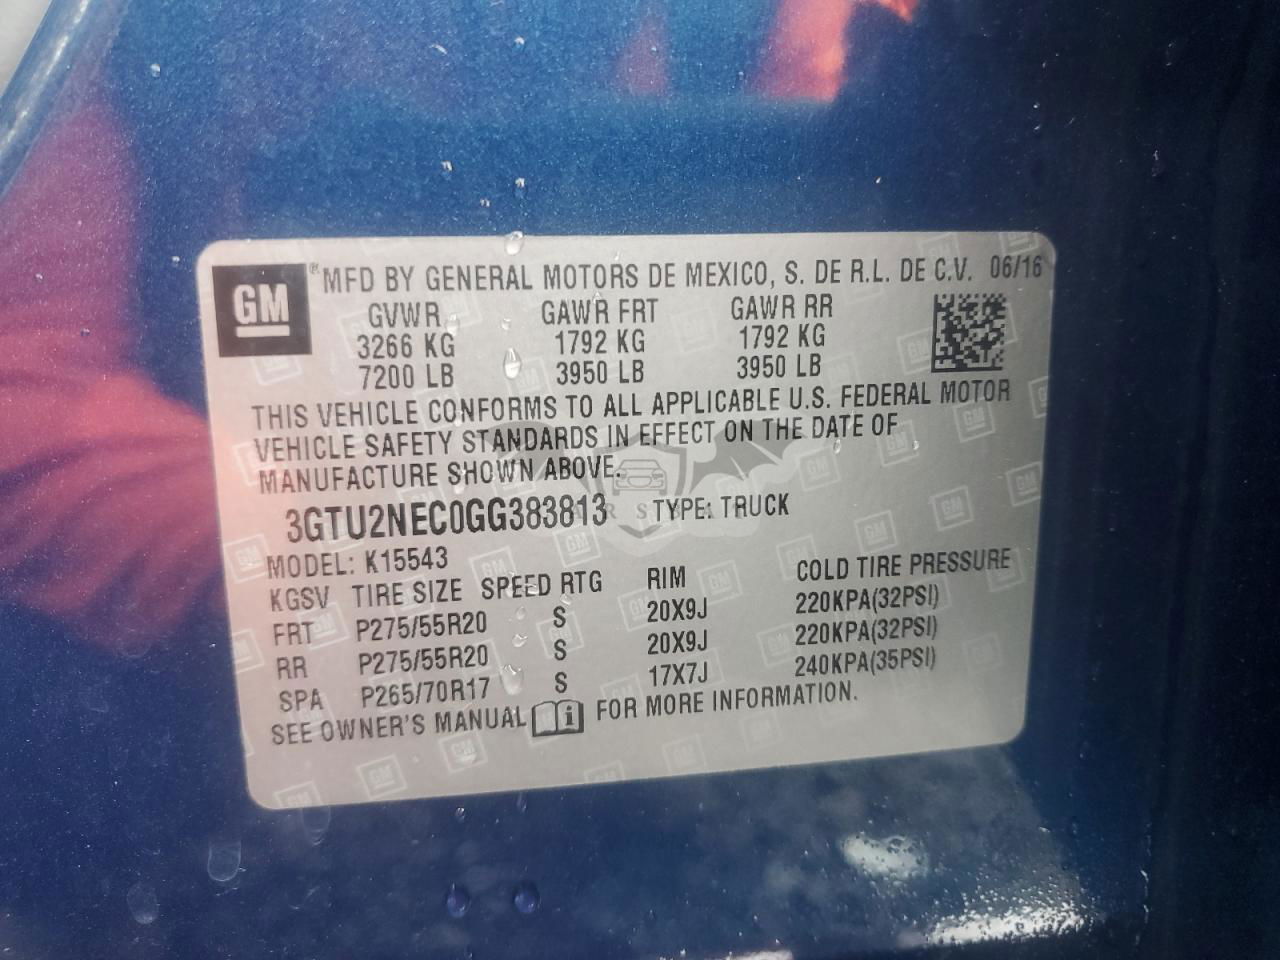 GM ® MFD BY GENERAL MOTORS DE MEXICO, S. DE R.L. DE C.V. 06/16
GVWR GAWR FRT GAWR RR
3266 KG 1792 KG 1792 KG
7200 LB 3950 LB 3950 LB
THIS VEHICLE CONFORMS TO ALL APPLICABLE U.S. FEDERAL MOTOR
VEHICLE SAFETY STANDARDS IN EFFECT ON THE DATE OF
MANUFACTURE SHOWN ABOVE.
3GTU2NEC0GG383813 TYPE: TRUCK
MODEL: K15543
KGSV TIRE SIZE SPEED RTG RIM COLD TIRE PRESSURE
FRT P275/55R20 S 20X9J 220KPA(32PSI)
RR P275/55R20 S 20X9J 220KPA(32PSI)
SPA P265/70R17 S 17X7J 240KPA(35PSI)
SEE OWNER'S MANUAL FOR MORE INFORMATION.